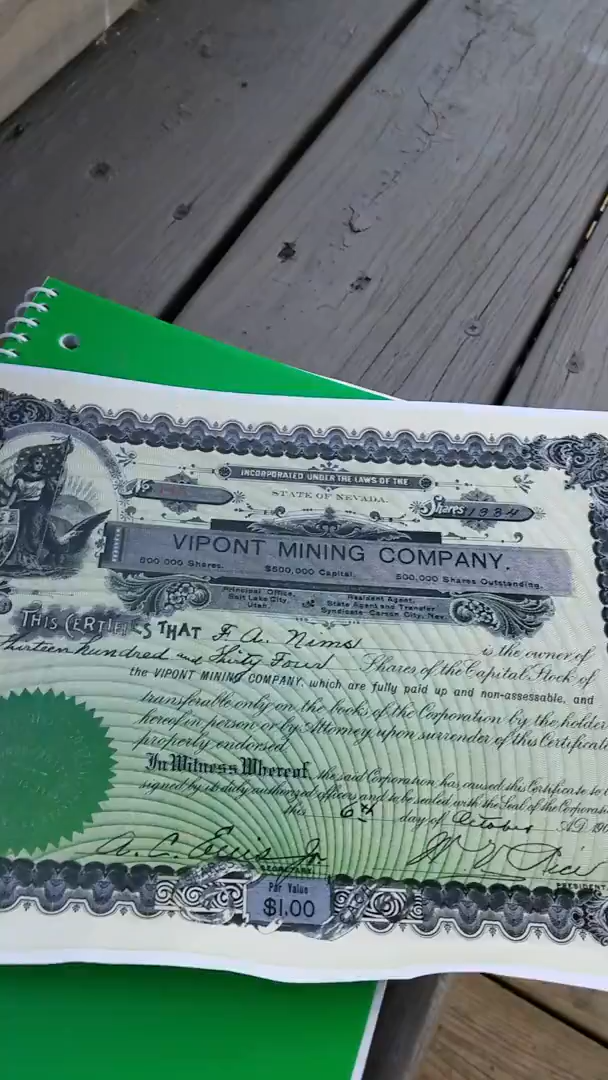 INCORPORATED UNDER THE LAWS OF THE
STATE OF NEVADA.
Shares 1334
VIPONT MINING COMPANY.
500,000 Shares. $500,000 Capital. 500,000 Shares Outstanding.
Principal Office, Salt Lake City, Utah.
Resident Agent, State Agent and Transfer Syndicate Carson City, Nev.
THIS CERTIFIES THAT F. A. Nims is the owner of
Thirteen hundred and Thirty Four Shares of the Capital Stock of
the VIPONT MINING COMPANY, which are fully paid up and non-assessable, and
transferable only on the books of the Corporation by the holder
hereof in person or by Attorney upon surrender of this Certificate
properly endorsed.
In Witness Whereof, the said Corporation has caused this Certificate to
signed by its duly authorized officers and to be sealed with the Seal of the
this 6th day of October A.D. 190
PRESIDENT
Par Value
$1.00